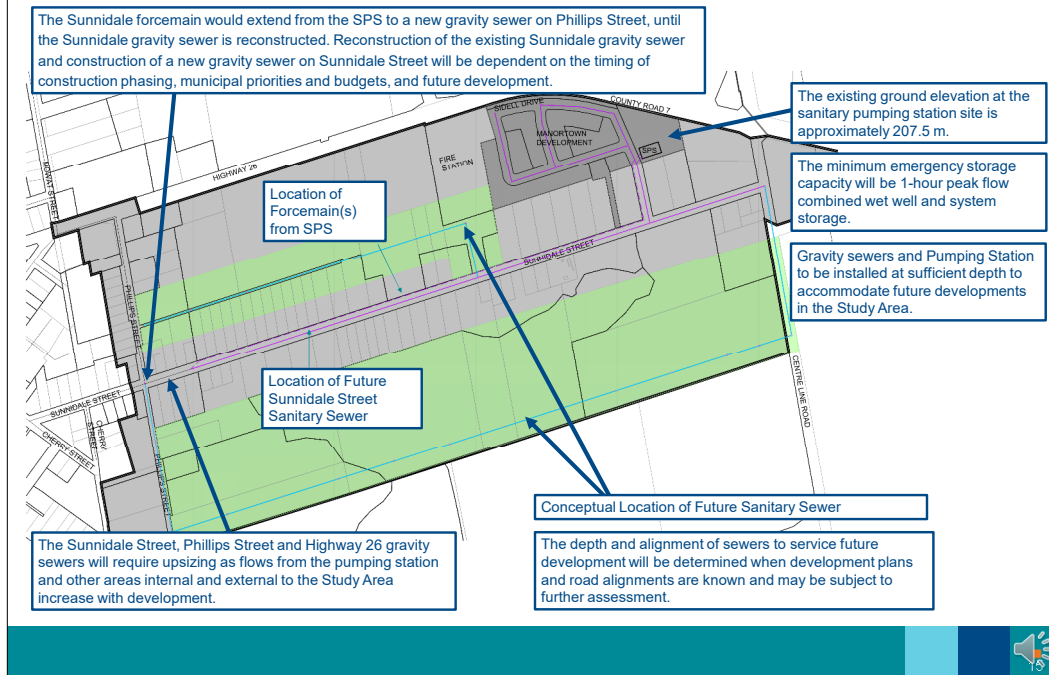 The Sunnidale forcemain would extend from the SPS to a new gravity sewer on Phillips Street, until
the Sunnidale gravity sewer is reconstructed. Reconstruction of the existing Sunnidale gravity sewer
and construction of a new gravity sewer on Sunnidale Street will be dependent on the timing of
construction phasing, municipal priorities and budgets, and future development.
The existing ground elevation at the
sanitary pumping station site is
approximately 207.5 m.
The minimum emergency storage
capacity will be 1-hour peak flow
combined wet well and system
storage.
Gravity sewers and Pumping Station
to be installed at sufficient depth to
accommodate future developments
in the Study Area.
SIDELL DRIVE
COUNTY ROAD 7
MANORTOWN
DEVELOPMENT
SPS
FIRE
STATION
HIGHWAY 26
MOWAT STREET
Location of
Forcemain(s)
from SPS
SUNNIDALE STREET
PHILLIPS STREET
Location of Future
Sunnidale Street
Sanitary Sewer
SUNNIDALE STREET
CHERRY
STREET
CHERRY STREET
PHILLIPS STREET
CENTRE LINE ROAD
Conceptual Location of Future Sanitary Sewer
The Sunnidale Street, Phillips Street and Highway 26 gravity
sewers will require upsizing as flows from the pumping station
and other areas internal and external to the Study Area
increase with development.
The depth and alignment of sewers to service future
development will be determined when development plans
and road alignments are known and may be subject to
further assessment.